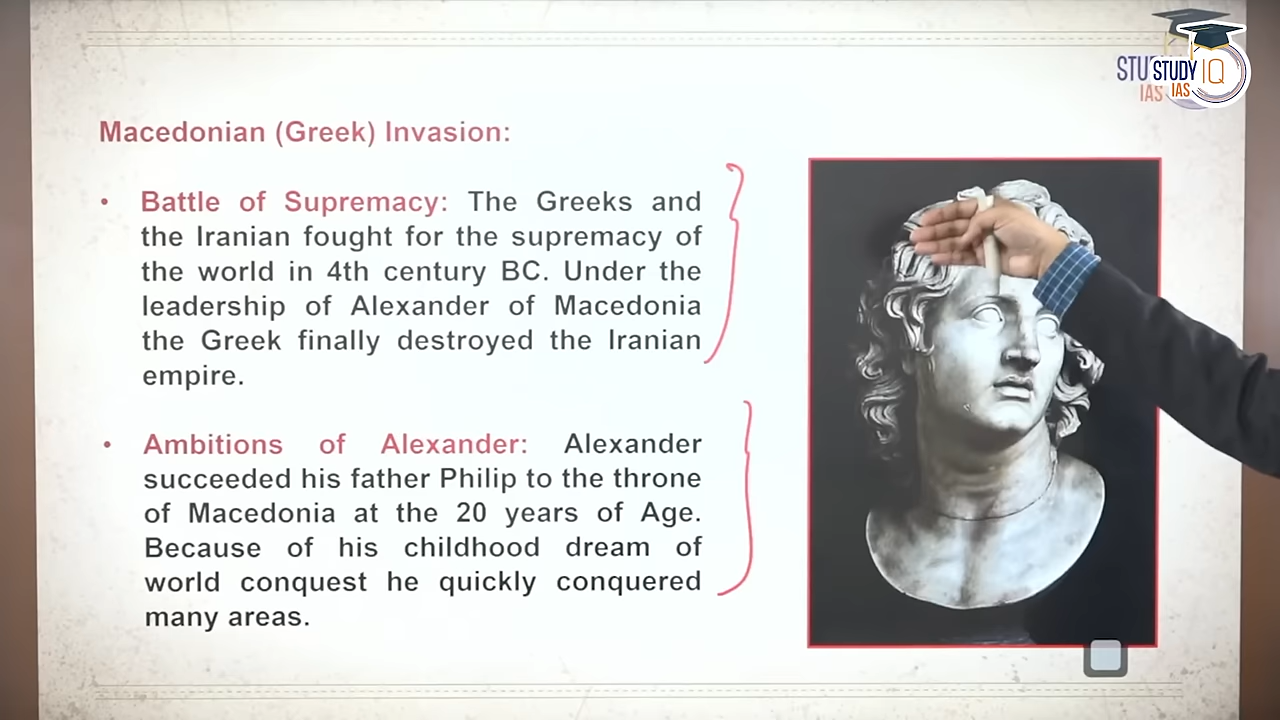 STUDY IQ
IAS
STU
IAS
Macedonian (Greek) Invasion:
• Battle of Supremacy: The Greeks and
the Iranian fought for the supremacy of
the world in 4th century BC. Under the
leadership of Alexander of Macedonia
the Greek finally destroyed the Iranian
empire.
• Ambitions of Alexander: Alexander
succeeded his father Philip to the throne
of Macedonia at the 20 years of Age.
Because of his childhood dream of
world conquest he quickly conquered
many areas.